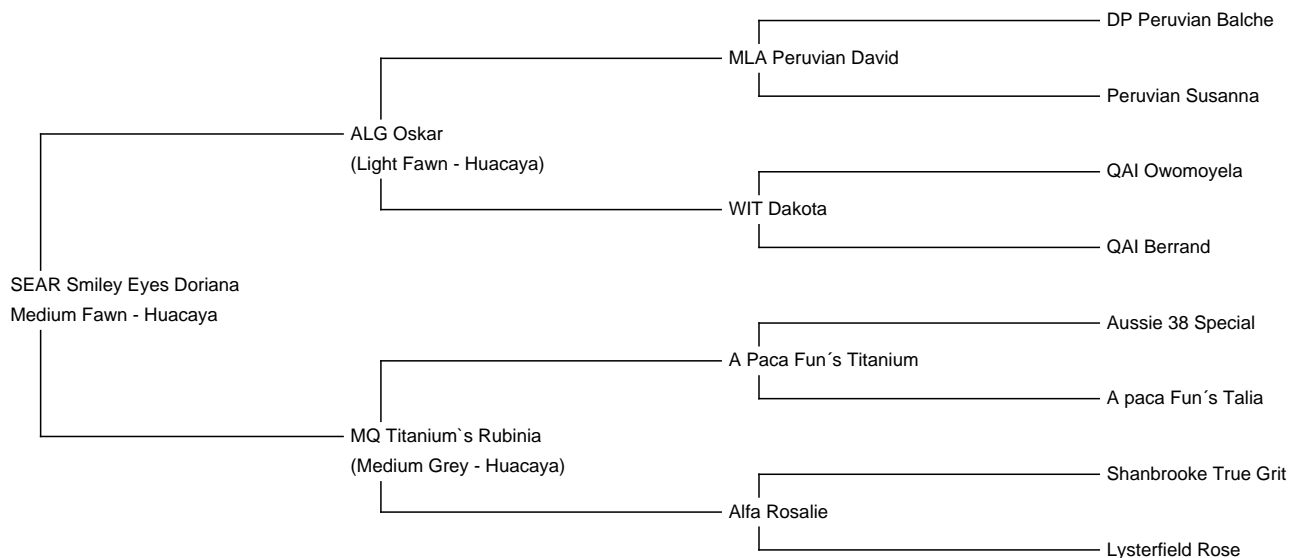 DP Peruvian Balche
MLA Peruvian David
Peruvian Susanna
ALG Oskar
(Light Fawn - Huacaya)
QAI Owomoyela
WIT Dakota
QAI Berrand
SEAR Smiley Eyes Doriana
Medium Fawn - Huacaya
Aussie 38 Special
A Paca Fun´s Titanium
A paca Fun´s Talia
MQ Titanium`s Rubinia
(Medium Grey - Huacaya)
Shanbrooke True Grit
Alfa Rosalie
Lysterfield Rose